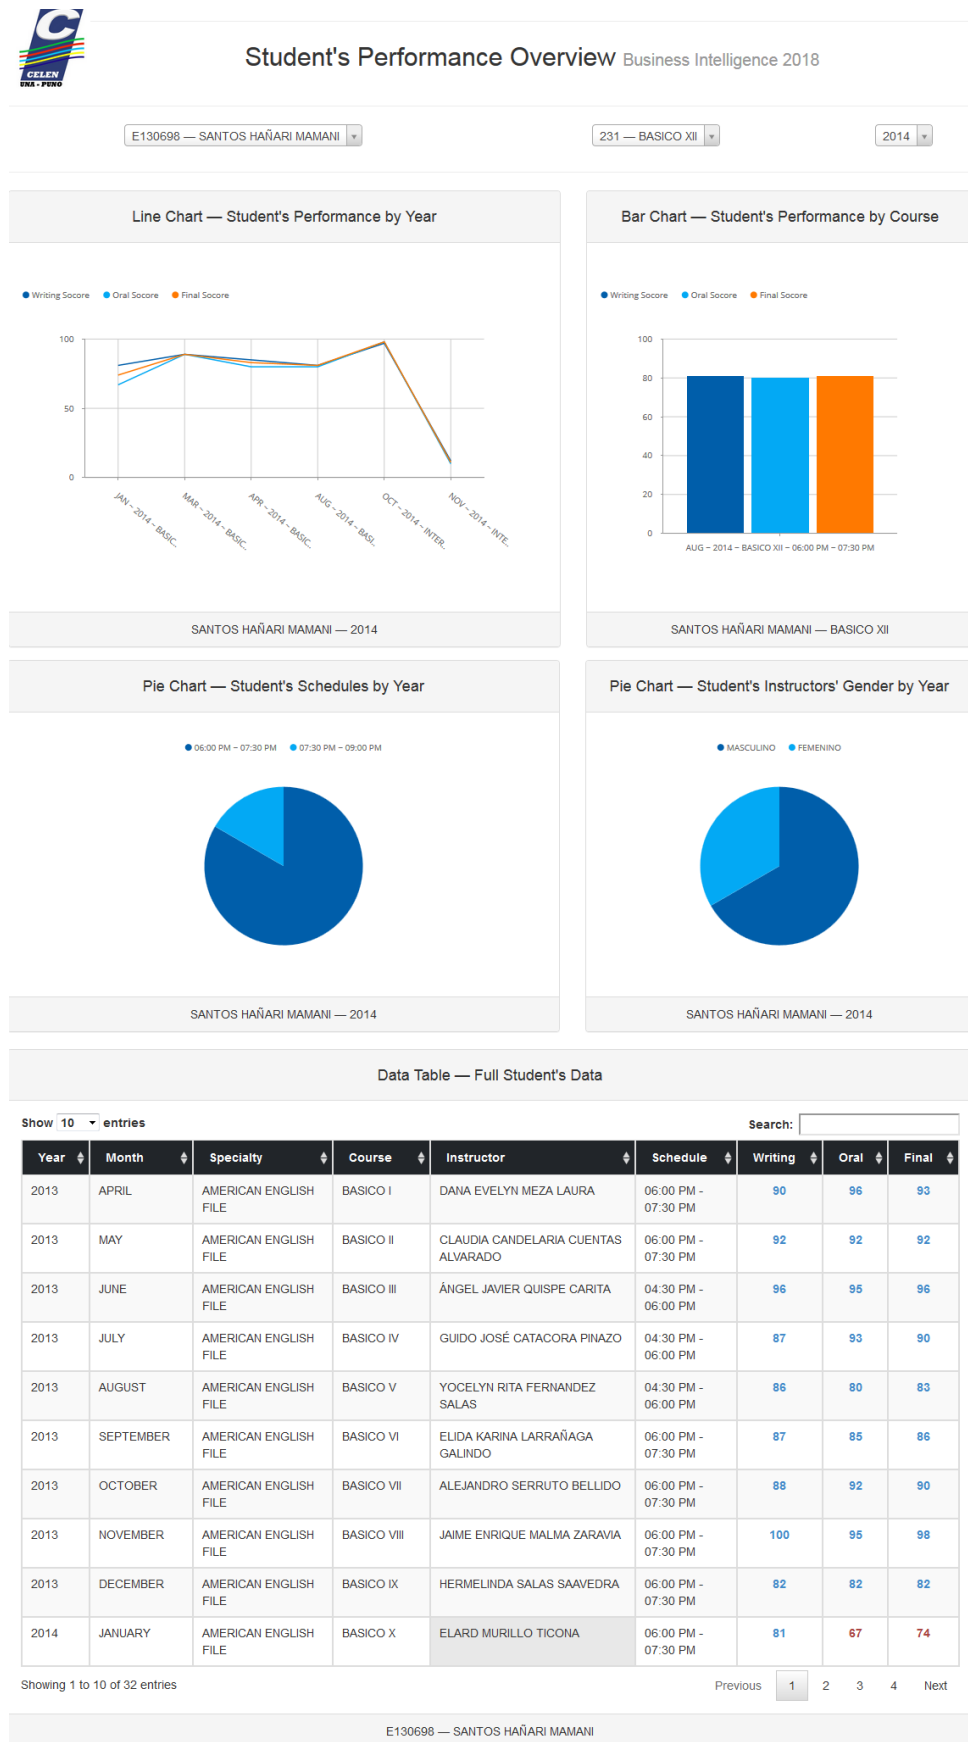 C
CELEN
UNA - PUNO
Student's Performance Overview Business Intelligence 2018
E130698 — SANTOS HAÑARI MAMANI
231 — BASICO XII
2014
Line Chart — Student's Performance by Year
Writing Socore Oral Socore Final Socore
100
50
0
JAN - 2014 - BASIC..
MAR - 2014 - BASIC..
APR - 2014 - BASIC..
AUG - 2014 - BASI..
OCT - 2014 - INTER..
NOV - 2014 - INTE..
SANTOS HAÑARI MAMANI — 2014
Bar Chart — Student's Performance by Course
Writing Socore Oral Socore Final Socore
100
80
60
40
20
0
AUG - 2014 - BASICO XII - 06:00 PM - 07:30 PM
SANTOS HAÑARI MAMANI — BASICO XII
Pie Chart — Student's Schedules by Year
06:00 PM - 07:30 PM 07:30 PM - 09:00 PM
SANTOS HAÑARI MAMANI — 2014
Pie Chart — Student's Instructors' Gender by Year
MASCULINO FEMENINO
SANTOS HAÑARI MAMANI — 2014
Data Table — Full Student's Data
Show 10 entries Search:
Year Month Specialty Course Instructor Schedule Writing Oral Final
2013 APRIL AMERICAN ENGLISH BASICO I DANA EVELYN MEZA LAURA 06:00 PM - 90 96 93
FILE 07:30 PM
2013 MAY AMERICAN ENGLISH BASICO II CLAUDIA CANDELARIA CUENTAS 06:00 PM - 92 92 92
FILE ALVARADO 07:30 PM
2013 JUNE AMERICAN ENGLISH BASICO III ÁNGEL JAVIER QUISPE CARITA 04:30 PM - 96 95 96
FILE 06:00 PM
2013 JULY AMERICAN ENGLISH BASICO IV GUIDO JOSÉ CATACORA PINAZO 04:30 PM - 87 93 90
FILE 06:00 PM
2013 AUGUST AMERICAN ENGLISH BASICO V YOCELYN RITA FERNANDEZ 04:30 PM - 86 80 83
FILE SALAS 06:00 PM
2013 SEPTEMBER AMERICAN ENGLISH BASICO VI ELIDA KARINA LARRAÑAGA 06:00 PM - 87 85 86
FILE GALINDO 07:30 PM
2013 OCTOBER AMERICAN ENGLISH BASICO VII ALEJANDRO SERRUTO BELLIDO 06:00 PM - 88 92 90
FILE 07:30 PM
2013 NOVEMBER AMERICAN ENGLISH BASICO VIII JAIME ENRIQUE MALMA ZARAVIA 06:00 PM - 100 95 98
FILE 07:30 PM
2013 DECEMBER AMERICAN ENGLISH BASICO IX HERMELINDA SALAS SAAVEDRA 06:00 PM - 82 82 82
FILE 07:30 PM
2014 JANUARY AMERICAN ENGLISH BASICO X ELARD MURILLO TICONA 06:00 PM - 81 67 74
FILE 07:30 PM
Showing 1 to 10 of 32 entries Previous 1 2 3 4 Next
E130698 — SANTOS HAÑARI MAMANI